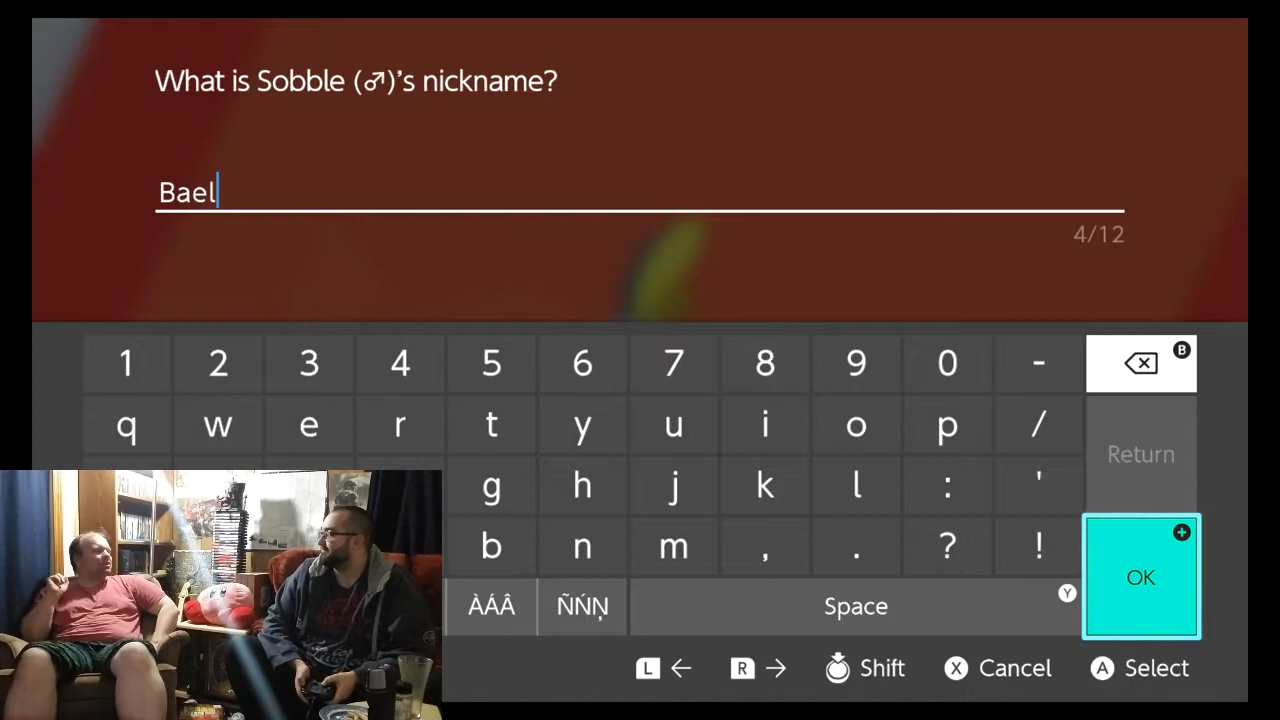 What is Sobble (♂)'s nickname?
Bael
4/12
1 2 3 4 5 6 7 8 9 0 - B
q w e r t y u i o p /
Return
g h j k l : '
b n m , . ? ! +
OK
ÀÁÂ ÑŃŅ Space Y
L ← R → Shift X Cancel A Select